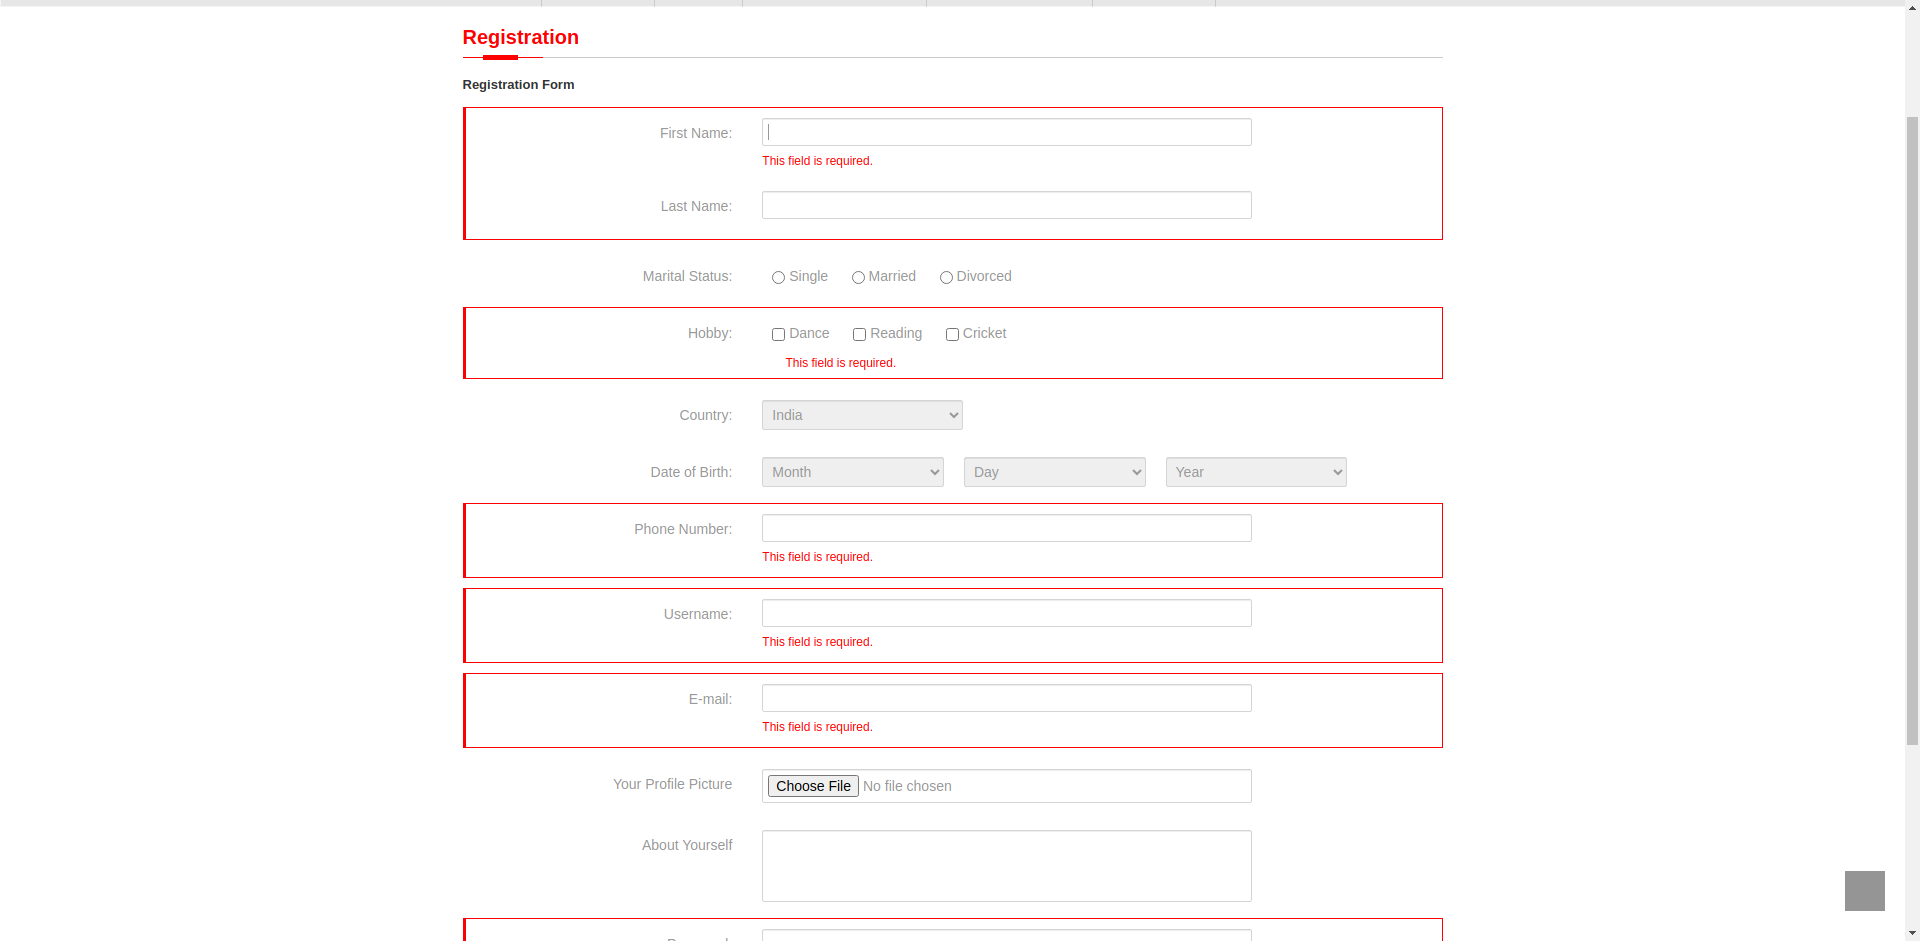 Registration
Registration Form
First Name:
This field is required.
Last Name:
Marital Status: Single Married Divorced
Hobby: Dance Reading Cricket
This field is required.
Country: India
Date of Birth: Month Day Year
Phone Number:
This field is required.
Username:
This field is required.
E-mail:
This field is required.
Your Profile Picture Choose File No file chosen
About Yourself